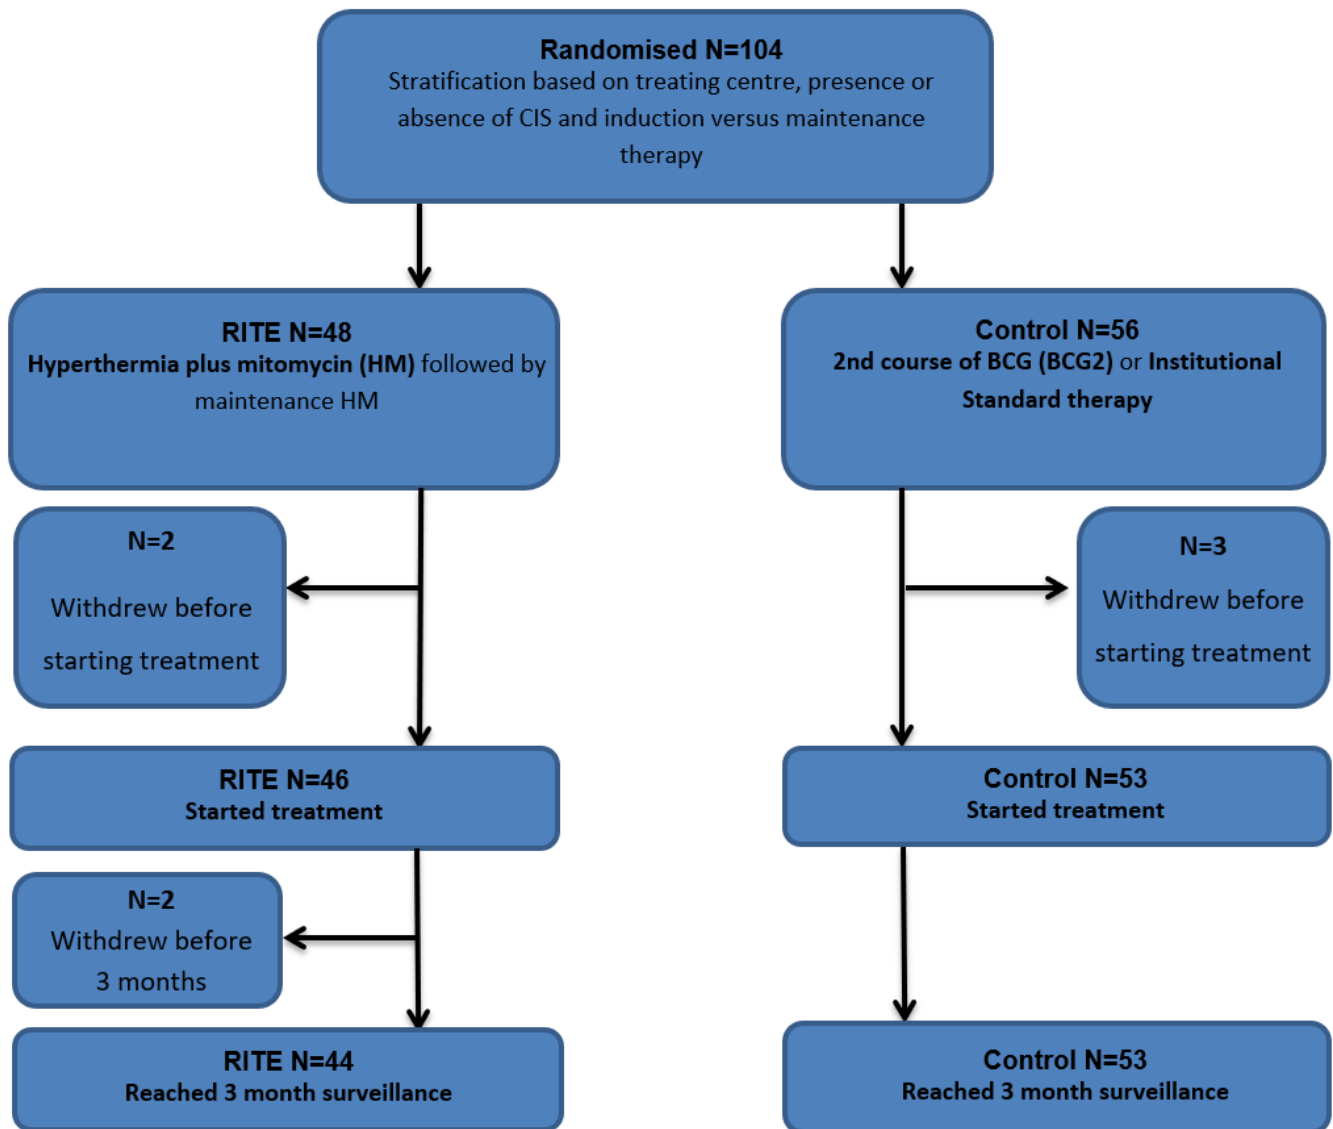 Randomised N=104
Stratification based on treating centre, presence or
absence of CIS and induction versus maintenance
therapy
RITE N=48
Hyperthermia plus mitomycin (HM) followed by
maintenance HM
Control N=56
2nd course of BCG (BCG2) or Institutional
Standard therapy
N=2
Withdrew before
starting treatment
N=3
Withdrew before
starting treatment
RITE N=46
Started treatment
Control N=53
Started treatment
N=2
Withdrew before
3 months
RITE N=44
Reached 3 month surveillance
Control N=53
Reached 3 month surveillance